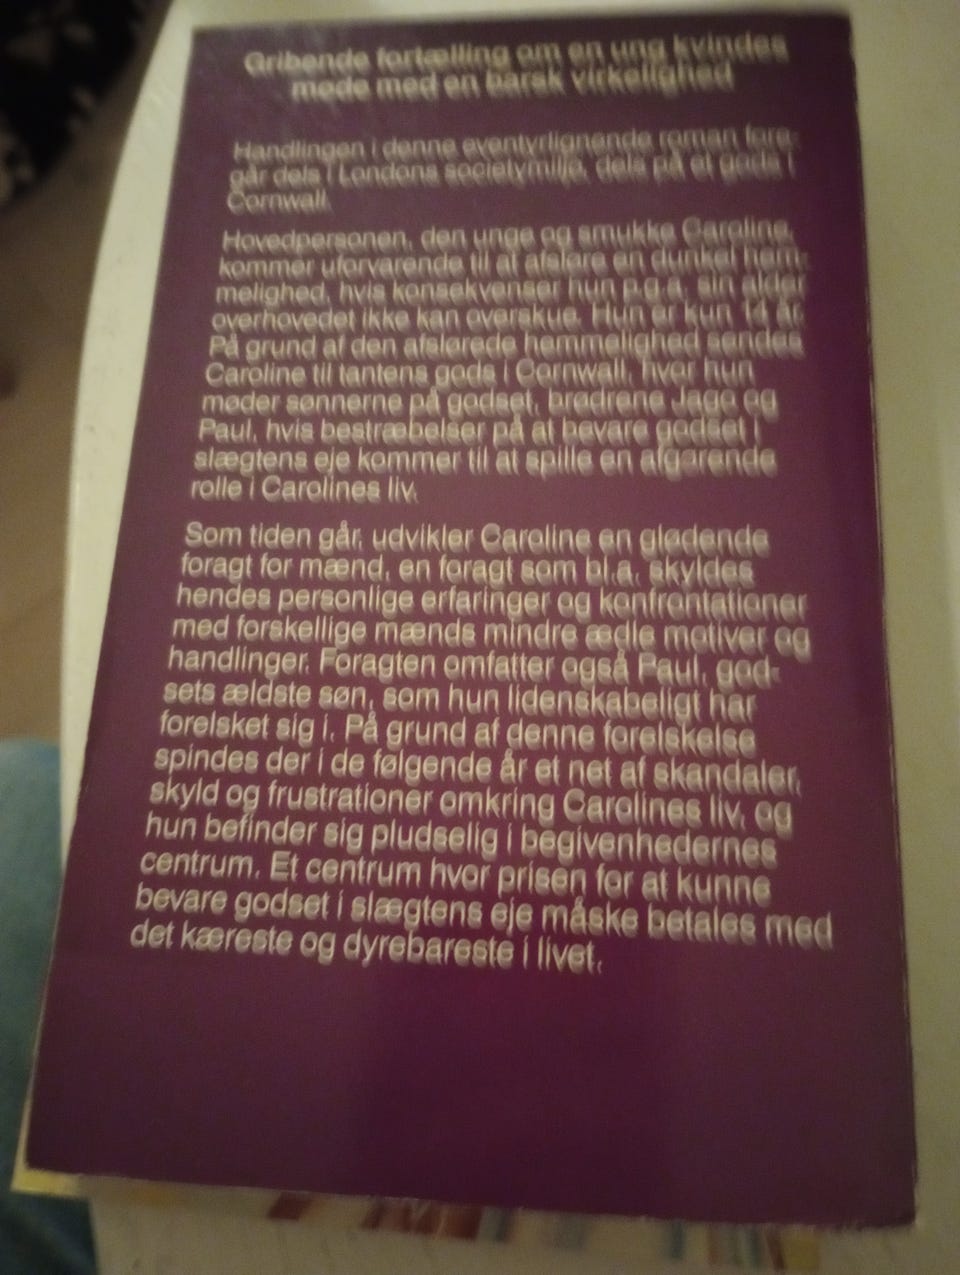 Gribende fortælling om en ung kvindes
møde med en barsk virkelighed
Handlingen i denne eventyrlignende roman fore-
går dels i Londons societymiljø, dels på et gods i
Cornwall.
Hovedpersonen, den unge og smukke Caroline,
kommer uforvarende til at afsløre en dunkel hem-
melighed, hvis konsekvenser hun p.g.a. sin alder
overhovedet ikke kan overskue. Hun er kun 14 år.
På grund af den afslørede hemmelighed sendes
Caroline til tantens gods i Cornwall, hvor hun
møder sønnerne på godset, brødrene Jago og
Paul, hvis bestræbelser på at bevare godset i
slægtens eje kommer til at spille en afgørende
rolle i Carolines liv.
Som tiden går, udvikler Caroline en glødende
foragt for mænd, en foragt som bl.a. skyldes
hendes personlige erfaringer og konfrontationer
med forskellige mænds mindre ædle motiver og
handlinger. Foragten omfatter også Paul, god-
sets ældste søn, som hun lidenskabeligt har
forelsket sig i. På grund af denne forelskelse
spindes der i de følgende år et net af skandaler,
skyld og frustrationer omkring Carolines liv, og
hun befinder sig pludselig i begivenhedernes
centrum. Et centrum hvor prisen for at kunne
bevare godset i slægtens eje måske betales med
det kæreste og dyrebareste i livet.